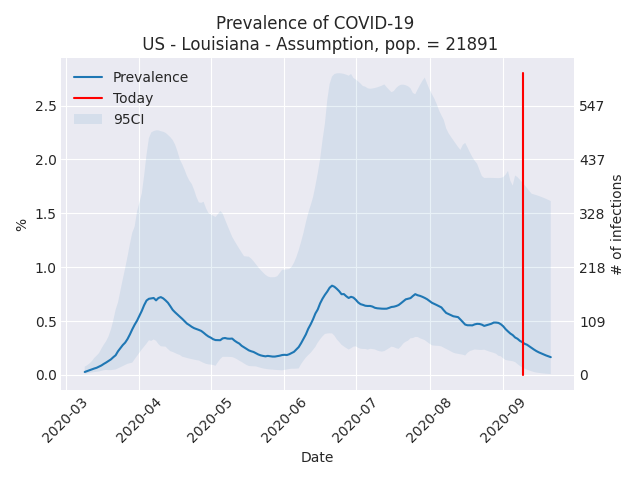 Prevalence of COVID-19
US - Louisiana - Assumption, pop. = 21891
Prevalence
Today
95CI
2.5
2.0
1.5
1.0
0.5
0.0
%
547
437
328
218
109
0
# of infections
2020-03
2020-04
2020-05
2020-06
2020-07
2020-08
2020-09
Date